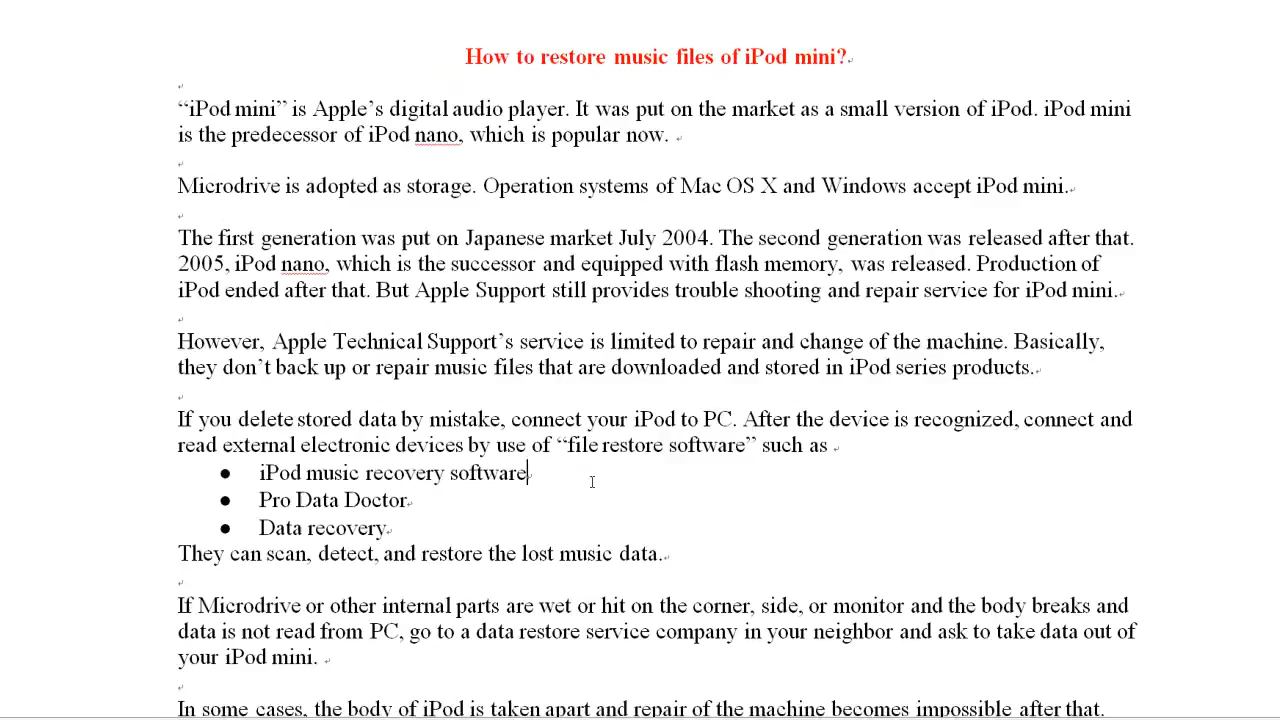 How to restore music files of iPod mini?
“iPod mini” is Apple’s digital audio player. It was put on the market as a small version of iPod. iPod mini
is the predecessor of iPod nano, which is popular now.
Microdrive is adopted as storage. Operation systems of Mac OS X and Windows accept iPod mini.
The first generation was put on Japanese market July 2004. The second generation was released after that.
2005, iPod nano, which is the successor and equipped with flash memory, was released. Production of
iPod ended after that. But Apple Support still provides trouble shooting and repair service for iPod mini.
However, Apple Technical Support’s service is limited to repair and change of the machine. Basically,
they don’t back up or repair music files that are downloaded and stored in iPod series products.
If you delete stored data by mistake, connect your iPod to PC. After the device is recognized, connect and
read external electronic devices by use of “file restore software” such as
● iPod music recovery software
● Pro Data Doctor
● Data recovery
They can scan, detect, and restore the lost music data.
If Microdrive or other internal parts are wet or hit on the corner, side, or monitor and the body breaks and
data is not read from PC, go to a data restore service company in your neighbor and ask to take data out of
your iPod mini.
In some cases, the body of iPod is taken apart and repair of the machine becomes impossible after that.